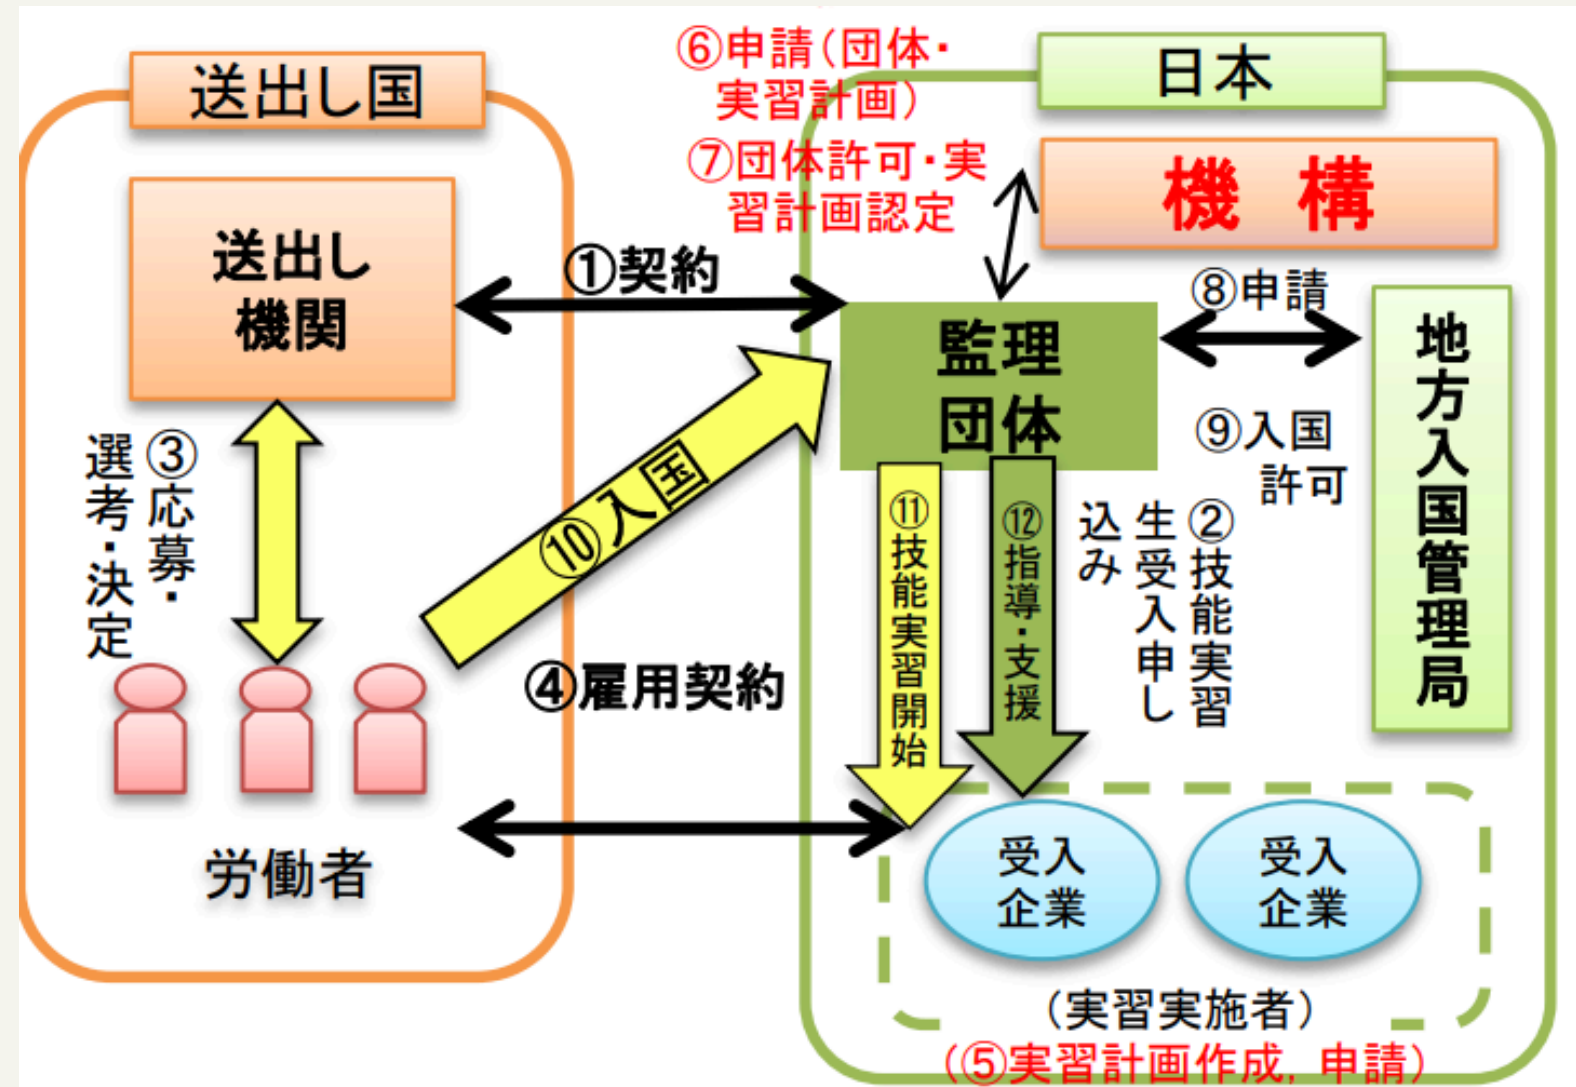 送出し国
送出し
機関
①契約
③応募・
選考・決定
労働者
⑩入国
④雇用契約
⑥申請(団体・
実習計画)
⑦団体許可・実
習計画認定
日本
機 構
監理
団体
⑧申請
⑨入国
許可
地方入国管理局
⑪技能実習開始
⑫指導・支援
②技能実習
生受入申し
込み
受入
企業
受入
企業
(実習実施者)
(⑤実習計画作成,申請)